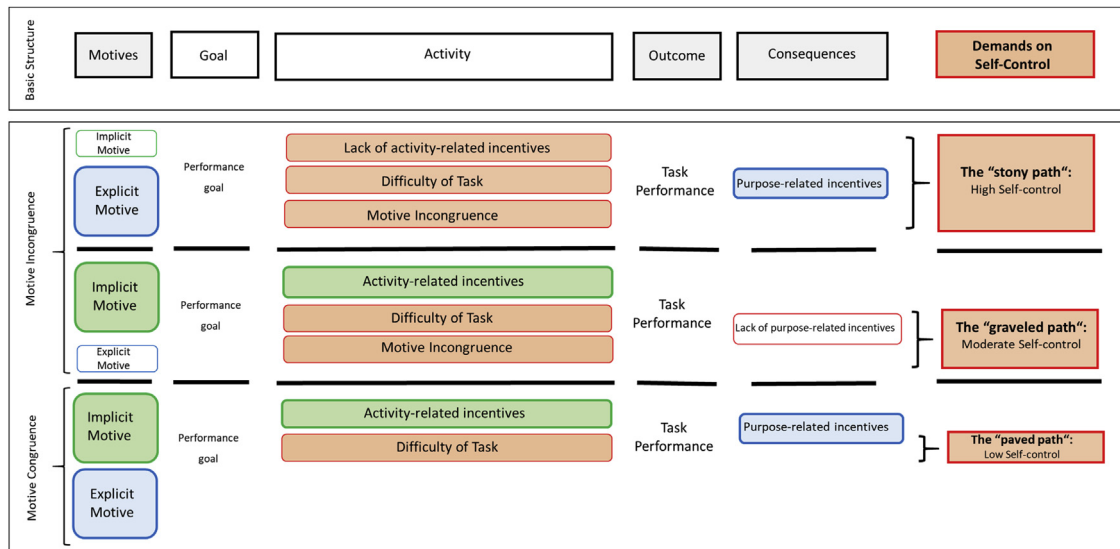 Basic Structure
Motives
Goal
Activity
Outcome
Consequences
Demands on
Self-Control
Motive Incongruence
Implicit
Motive
Explicit
Motive
Performance
goal
Lack of activity-related incentives
Difficulty of Task
Motive Incongruence
Task
Performance
Purpose-related incentives
The "stony path“:
High Self-control
Implicit
Motive
Explicit
Motive
Performance
goal
Activity-related incentives
Difficulty of Task
Motive Incongruence
Task
Performance
Lack of purpose-related incentives
The "graveled path“:
Moderate Self-control
Motive Congruence
Implicit
Motive
Explicit
Motive
Performance
goal
Activity-related incentives
Difficulty of Task
Task
Performance
Purpose-related incentives
The "paved path“:
Low Self-control